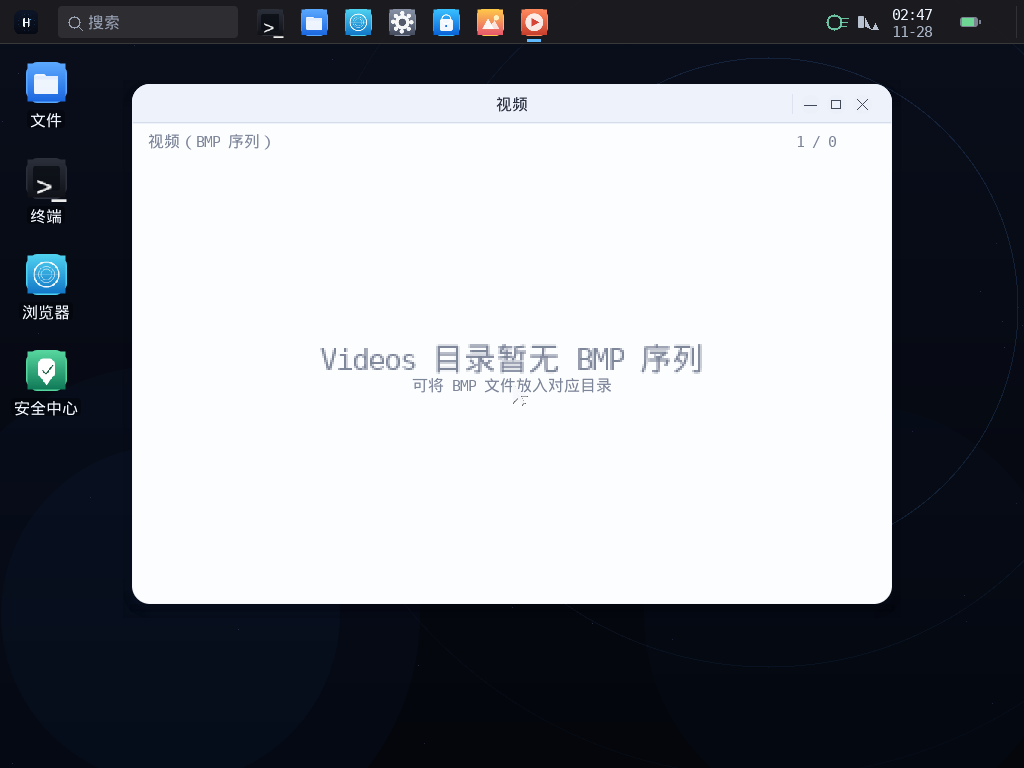 H
搜索
02:47
11-28
文件
终端
浏览器
安全中心
视频
视频(BMP 序列)
1 / 0
Videos 目录暂无 BMP 序列
可将 BMP 文件放入对应目录